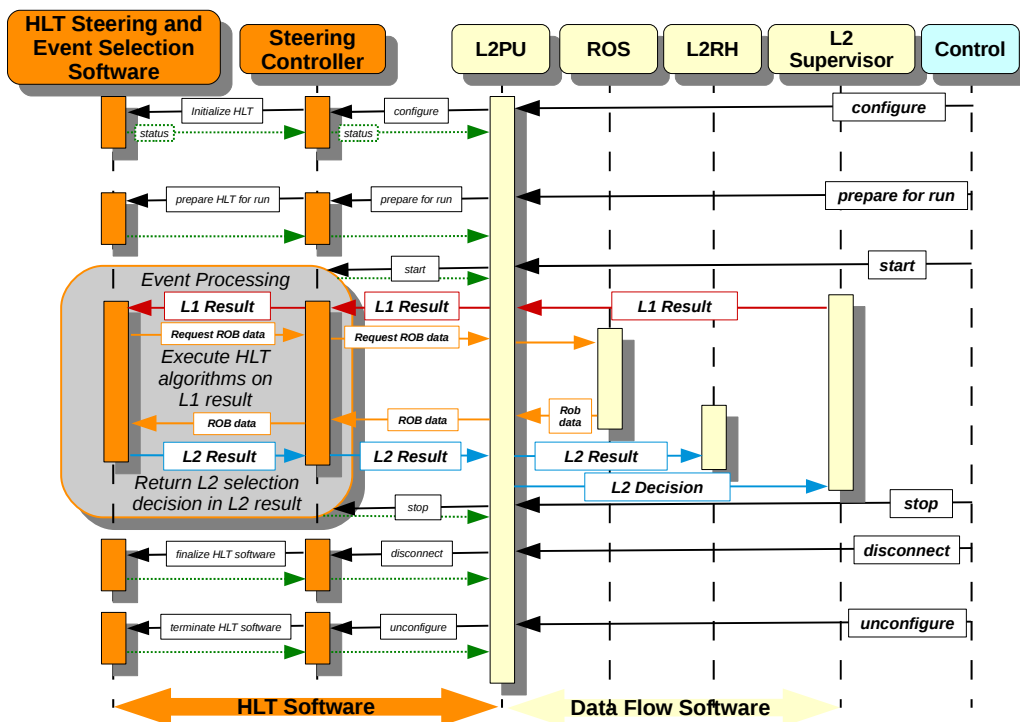 HLT Steering and
Event Selection
Software
Steering
Controller
L2PU
ROS
L2RH
L2
Supervisor
Control
Initialize HLT
configure
configure
status
status
prepare HLT for run
prepare for run
prepare for run
start
start
Event Processing
L1 Result
L1 Result
L1 Result
Request ROB data
Request ROB data
Execute HLT
algorithms on
L1 result
ROB data
ROB data
Rob
data
L2 Result
L2 Result
L2 Result
L2 Decision
Return L2 selection
decision in L2 result
stop
stop
finalize HLT software
disconnect
disconnect
terminate HLT software
unconfigure
unconfigure
HLT Software
Data Flow Software